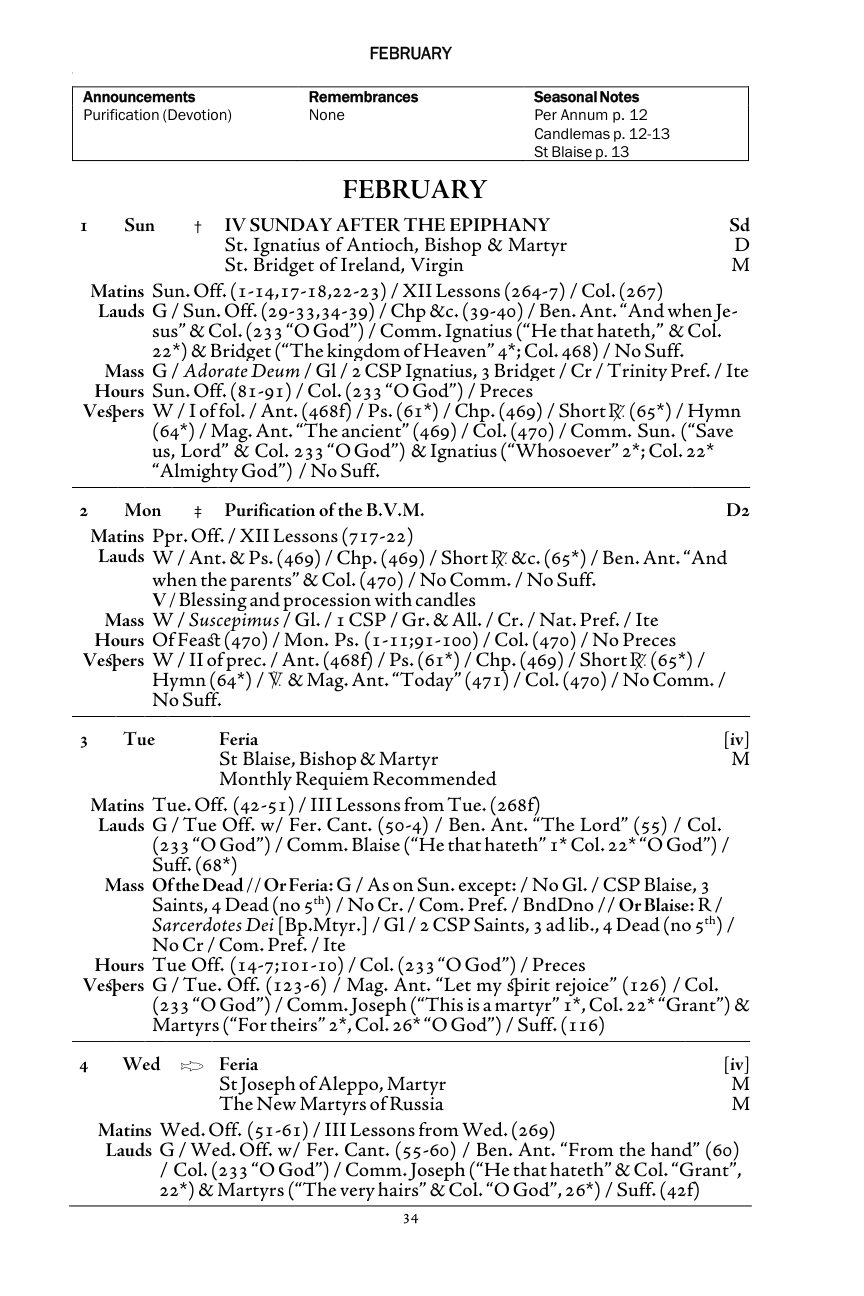 FEBRUARY
Announcements Remembrances Seasonal Notes
Purification (Devotion) None Per Annum p. 12
Candlemas p. 12-13
St Blaise p. 13
FEBRUARY
1 Sun † IV SUNDAY AFTER THE EPIPHANY Sd
St. Ignatius of Antioch, Bishop & Martyr D
St. Bridget of Ireland, Virgin M
Matins Sun. Off. (1-14,17-18,22-23) / XII Lessons (264-7) / Col. (267)
Lauds G / Sun. Off. (29-33,34-39) / Chp &c. (39-40) / Ben. Ant. “And when Je-
sus” & Col. (233 “O God”) / Comm. Ignatius (“He that hateth,” & Col.
22*) & Bridget (“The kingdom of Heaven” 4*; Col. 468) / No Suff.
Mass G / Adorate Deum / Gl / 2 CSP Ignatius, 3 Bridget / Cr / Trinity Pref. / Ite
Hours Sun. Off. (81-91) / Col. (233 “O God”) / Preces
Vespers W / I of fol. / Ant. (468f) / Ps. (61*) / Chp. (469) / Short ℟ (65*) / Hymn
(64*) / Mag. Ant. “The ancient” (469) / Col. (470) / Comm. Sun. (“Save
us, Lord” & Col. 233 “O God”) & Ignatius (“Whosoever” 2*; Col. 22*
“Almighty God”) / No Suff.
2 Mon ‡ Purification of the B.V.M. D2
Matins Ppr. Off. / XII Lessons (717-22)
Lauds W / Ant. & Ps. (469) / Chp. (469) / Short ℟ &c. (65*) / Ben. Ant. “And
when the parents” & Col. (470) / No Comm. / No Suff.
V / Blessing and procession with candles
Mass W / Suscepimus / Gl. / 1 CSP / Gr. & All. / Cr. / Nat. Pref. / Ite
Hours Of Feast (470) / Mon. Ps. (1-11;91-100) / Col. (470) / No Preces
Vespers W / II of prec. / Ant. (468f) / Ps. (61*) / Chp. (469) / Short ℟ (65*) /
Hymn (64*) / ℣ & Mag. Ant. “Today” (471) / Col. (470) / No Comm. /
No Suff.
3 Tue Feria [iv]
St Blaise, Bishop & Martyr M
Monthly Requiem Recommended
Matins Tue. Off. (42-51) / III Lessons from Tue. (268f)
Lauds G / Tue Off. w/ Fer. Cant. (50-4) / Ben. Ant. “The Lord” (55) / Col.
(233 “O God”) / Comm. Blaise (“He that hateth” 1* Col. 22* “O God”) /
Suff. (68*)
Mass Of the Dead // Or Feria: G / As on Sun. except: / No Gl. / CSP Blaise, 3
Saints, 4 Dead (no 5th) / No Cr. / Com. Pref. / BndDno // Or Blaise: R /
Sarcerdotes Dei [Bp.Mtyr.] / Gl / 2 CSP Saints, 3 ad lib., 4 Dead (no 5th) /
No Cr / Com. Pref. / Ite
Hours Tue Off. (14-7;101-10) / Col. (233 “O God”) / Preces
Vespers G / Tue. Off. (123-6) / Mag. Ant. “Let my spirit rejoice” (126) / Col.
(233 “O God”) / Comm. Joseph (“This is a martyr” 1*, Col. 22* “Grant”) &
Martyrs (“For theirs” 2*, Col. 26* “O God”) / Suff. (116)
4 Wed Feria [iv]
St Joseph of Aleppo, Martyr M
The New Martyrs of Russia M
Matins Wed. Off. (51-61) / III Lessons from Wed. (269)
Lauds G / Wed. Off. w/ Fer. Cant. (55-60) / Ben. Ant. “From the hand” (60)
/ Col. (233 “O God”) / Comm. Joseph (“He that hateth” & Col. “Grant”,
22*) & Martyrs (“The very hairs” & Col. “O God”, 26*) / Suff. (42f)
34